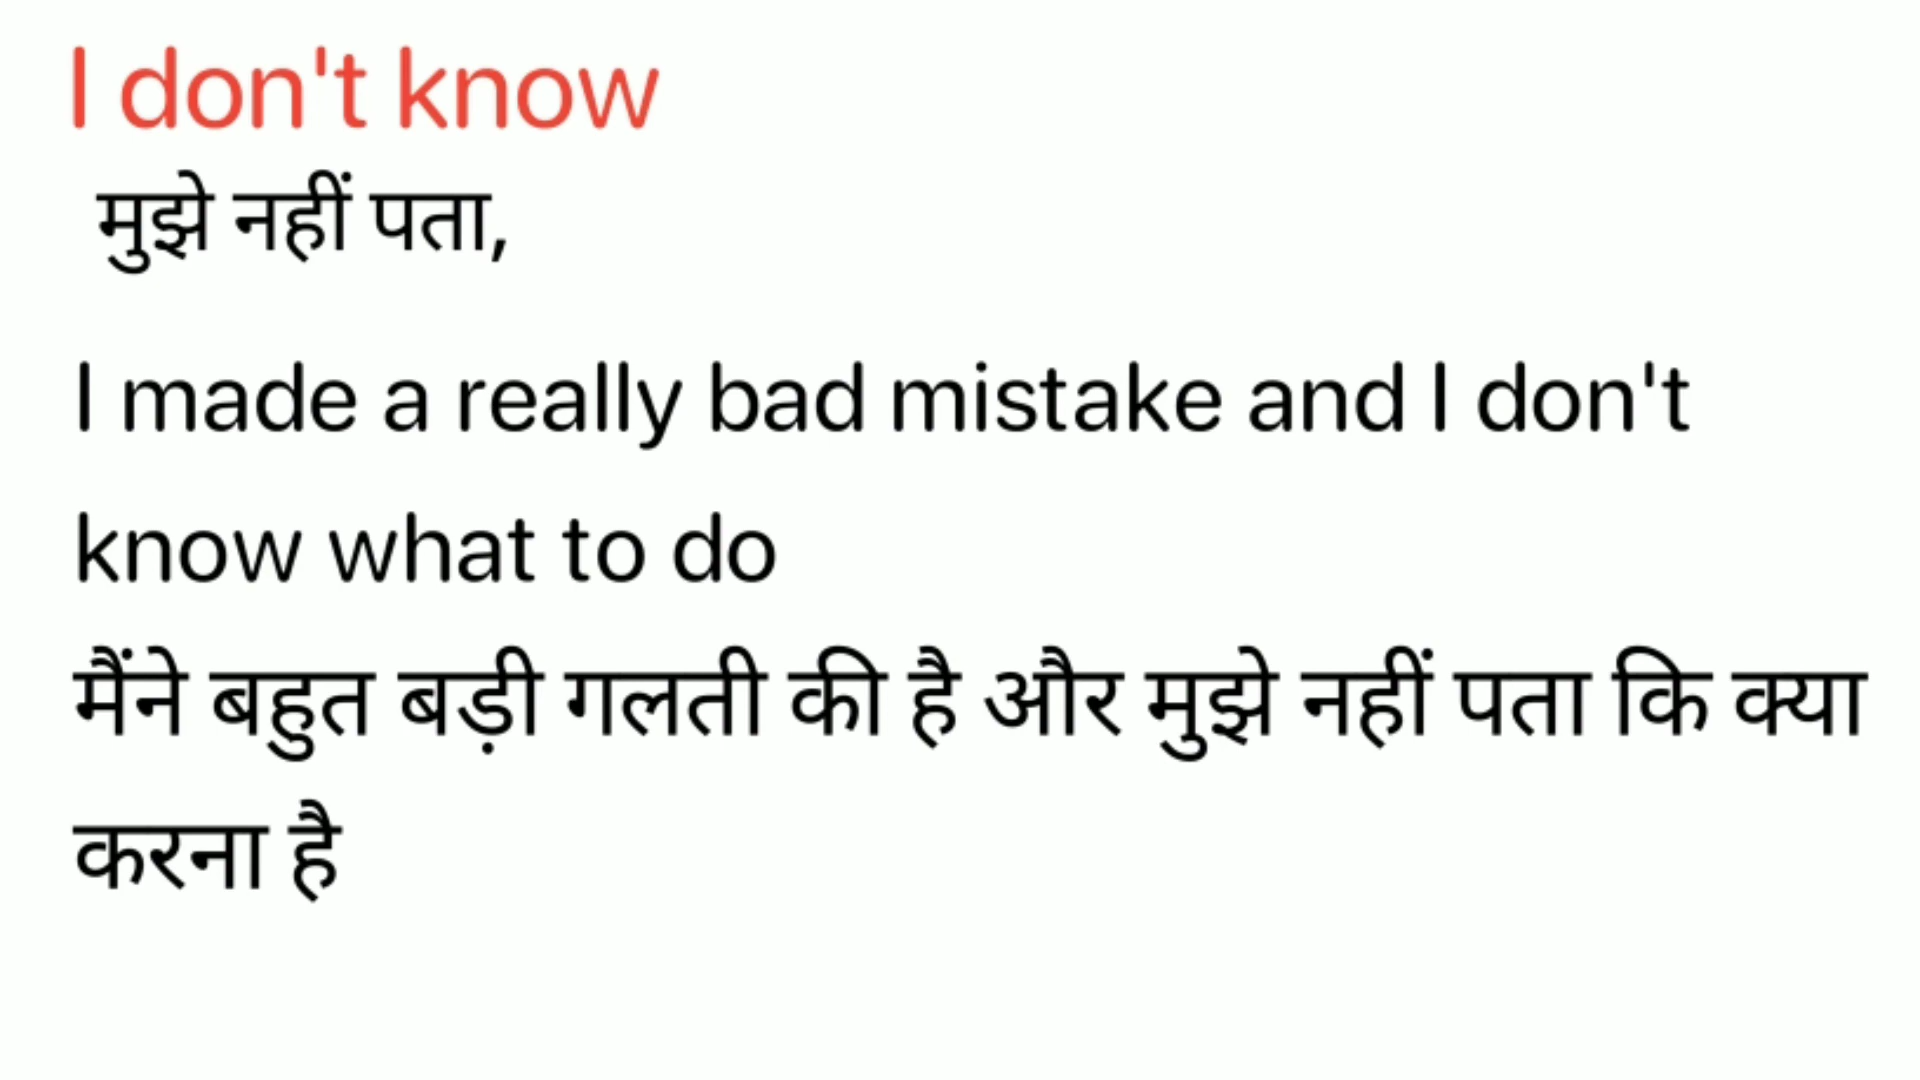 I don't know
मुझे नहीं पता,
I made a really bad mistake and I don't
know what to do
मैंने बहुत बड़ी गलती की है और मुझे नहीं पता कि क्या
करना है